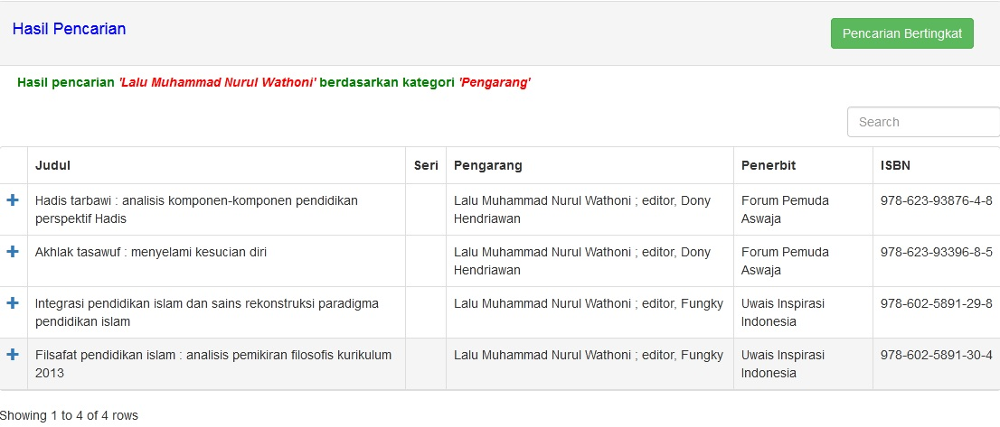 Hasil Pencarian
Pencarian Bertingkat
Hasil pencarian 'Lalu Muhammad Nurul Wathoni' berdasarkan kategori 'Pengarang'
Search
Judul Seri Pengarang Penerbit ISBN
Hadis tarbawi : analisis komponen-komponen pendidikan Lalu Muhammad Nurul Wathoni ; editor, Dony Forum Pemuda 978-623-93876-4-8
perspektif Hadis Hendriawan Aswaja
Akhlak tasawuf : menyelami kesucian diri Lalu Muhammad Nurul Wathoni ; editor, Dony Forum Pemuda 978-623-93396-8-5
Hendriawan Aswaja
Integrasi pendidikan islam dan sains rekonstruksi paradigma Lalu Muhammad Nurul Wathoni ; editor, Fungky Uwais Inspirasi 978-602-5891-29-8
pendidikan islam Indonesia
Filsafat pendidikan islam : analisis pemikiran filosofis kurikulum Lalu Muhammad Nurul Wathoni ; editor, Fungky Uwais Inspirasi 978-602-5891-30-4
2013 Indonesia
Showing 1 to 4 of 4 rows